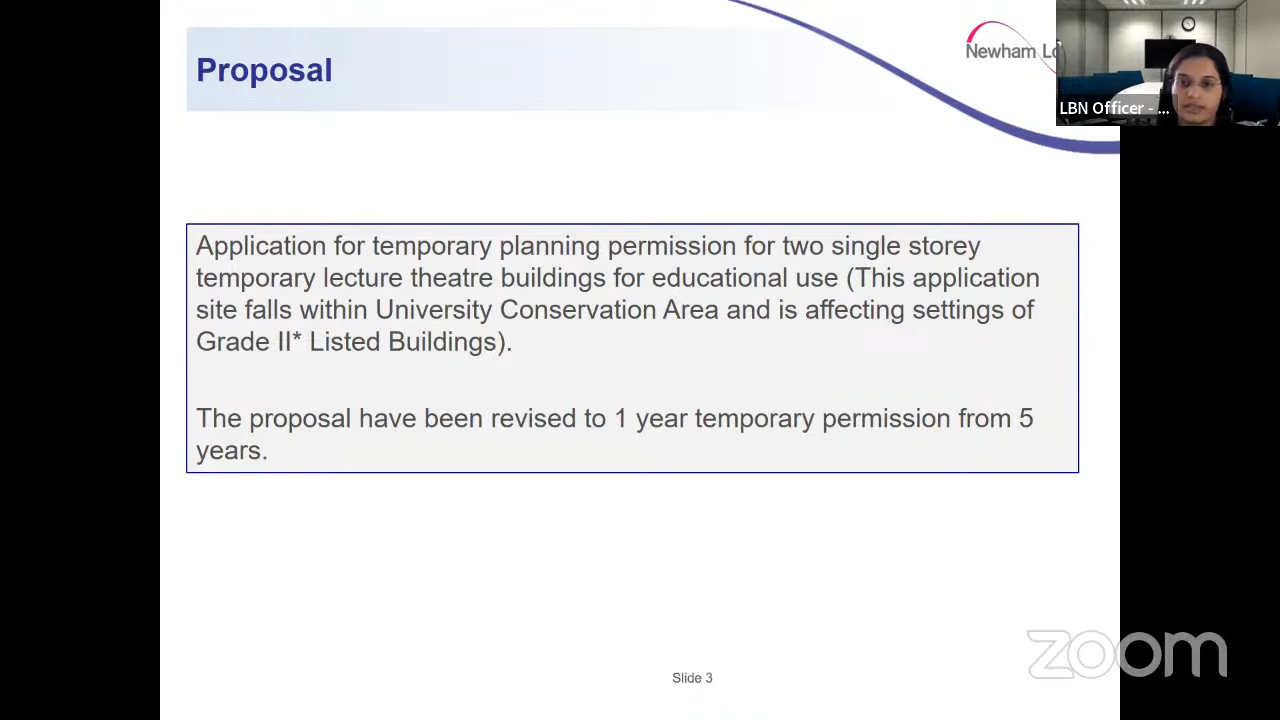 Proposal
Newham Lo
LBN Officer - ...
Application for temporary planning permission for two single storey
temporary lecture theatre buildings for educational use (This application
site falls within University Conservation Area and is affecting settings of
Grade II* Listed Buildings).
The proposal have been revised to 1 year temporary permission from 5
years.
zoom
Slide 3